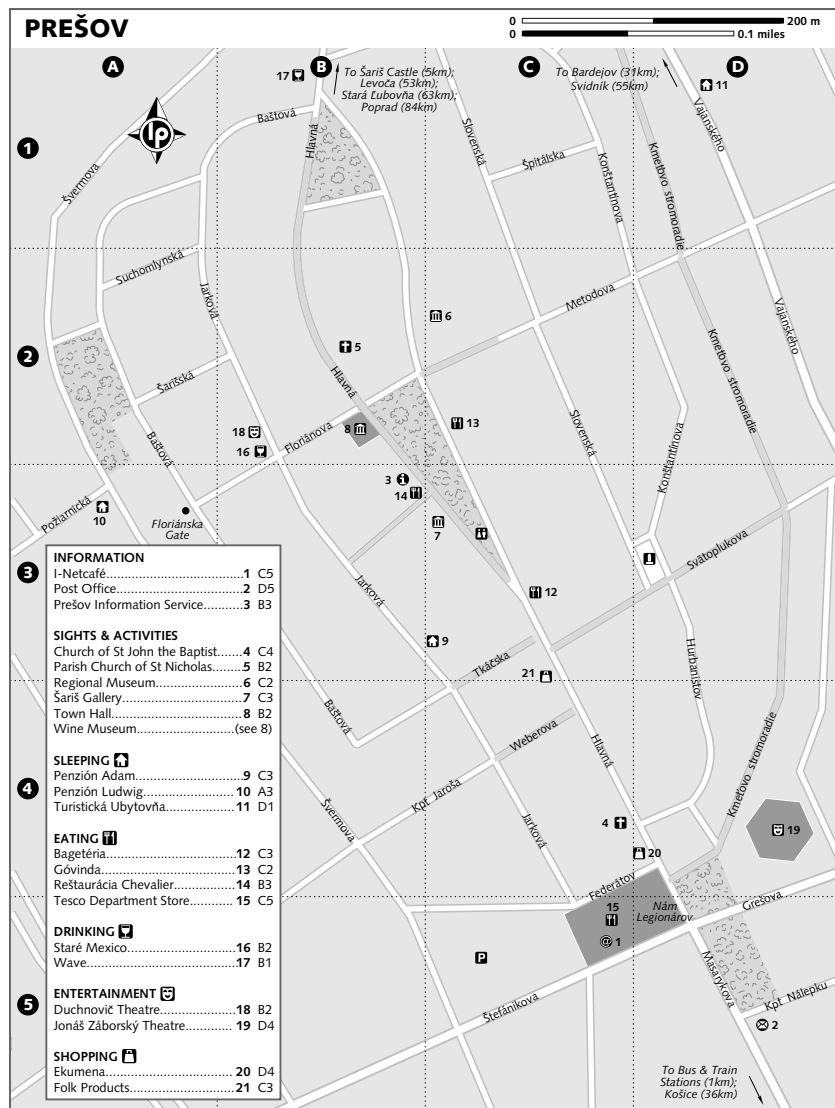 PREŠOV
0 200 m
0 0.1 miles
A
B
C
D
1
2
3
4
5
lp
17
To Šariš Castle (5km);
Levoča (53km);
Stará Ľubovňa (63km);
Poprad (84km)
To Bardejov (31km);
Svidník (55km)
11
Baštová
Hlavná
Slovenská
Vajanského
Švermova
Špitálska
Konštantínova
Kmeťovo stromoradie
Suchomlynská
Jarková
Metodova
6
5
Vajanského
Kmeťovo stromoradie
Hlavná
Šarišská
Slovenská
18
Floriánova
8
13
16
Baštová
Konštantínova
3
14
Požiarnická
10
Floriánska
Gate
7
Svätoplukova
Jarková
12
9
Tkáčska
21
Hurbanistov
Baštová
Weberova
Hlavná
Kpt Jaroša
Švermova
Jarková
Kmeťovo stromoradie
4
19
20
Federátov
15
Nám
Legionárov
Grešova
@ 1
P
Masarykova
Štefánikova
Kpt Nálepku
2
To Bus & Train
Stations (1km);
Košice (36km)
INFORMATION
I-Netcafé..............................1 C5
Post Office...........................2 D5
Prešov Information Service..........3 B3
SIGHTS & ACTIVITIES
Church of St John the Baptist....4 C4
Parish Church of St Nicholas.....5 B2
Regional Museum....................6 C2
Šariš Gallery.........................7 C3
Town Hall............................8 B2
Wine Museum......................(see 8)
SLEEPING
Penzión Adam.......................9 C3
Penzión Ludwig....................10 A3
Turistická Ubytovňa...............11 D1
EATING
Bagetéria...........................12 C3
Góvinda.............................13 C2
Reštaurácia Chevalier.............14 B3
Tesco Department Store..........15 C5
DRINKING
Staré Mexico.......................16 B2
Wave................................17 B1
ENTERTAINMENT
Duchnovič Theatre.................18 B2
Jonáš Záborský Theatre........... 19 D4
SHOPPING
Ekumena............................ 20 D4
Folk Products...................... 21 C3